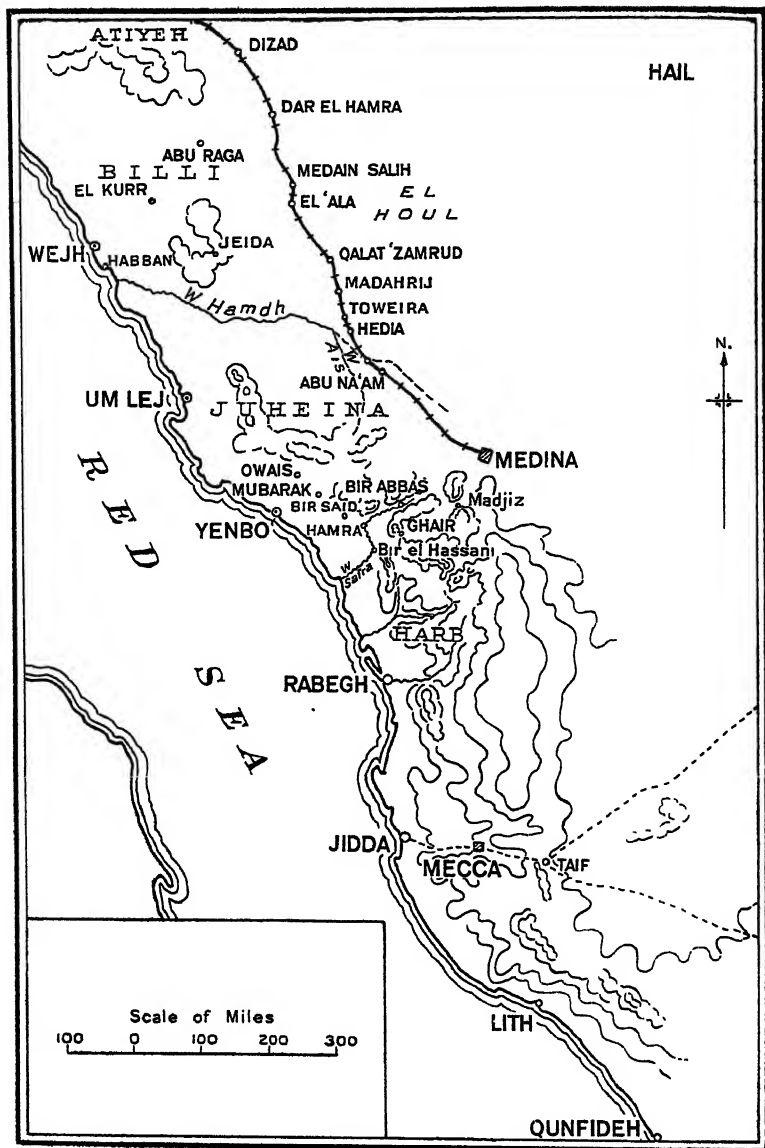 ATIYEH
DIZAD
HAIL
DAR EL HAMRA
ABU RAGA
BILLI
MEDAIN SALIH
EL KURR
EL 'ALA
EL
HOUL
WEJH
HABBAN
JEIDA
QALAT 'ZAMRUD
MADAHRIJ
W Hamdh
TOWEIRA
HEDIA
W Ais
N.
ABU NA'AM
UM LEJ
JUHEINA
MEDINA
OWAIS
MUBARAK
BIR ABBAS
Madjiz
BIR SAID
YENBO
HAMRA
GHAIR
Bir el Hassani
W Safra
RED
SEA
HARB
RABEGH
JIDDA
MECCA
TAIF
LITH
Scale of Miles
100 0 100 200 300
QUNFIDEH